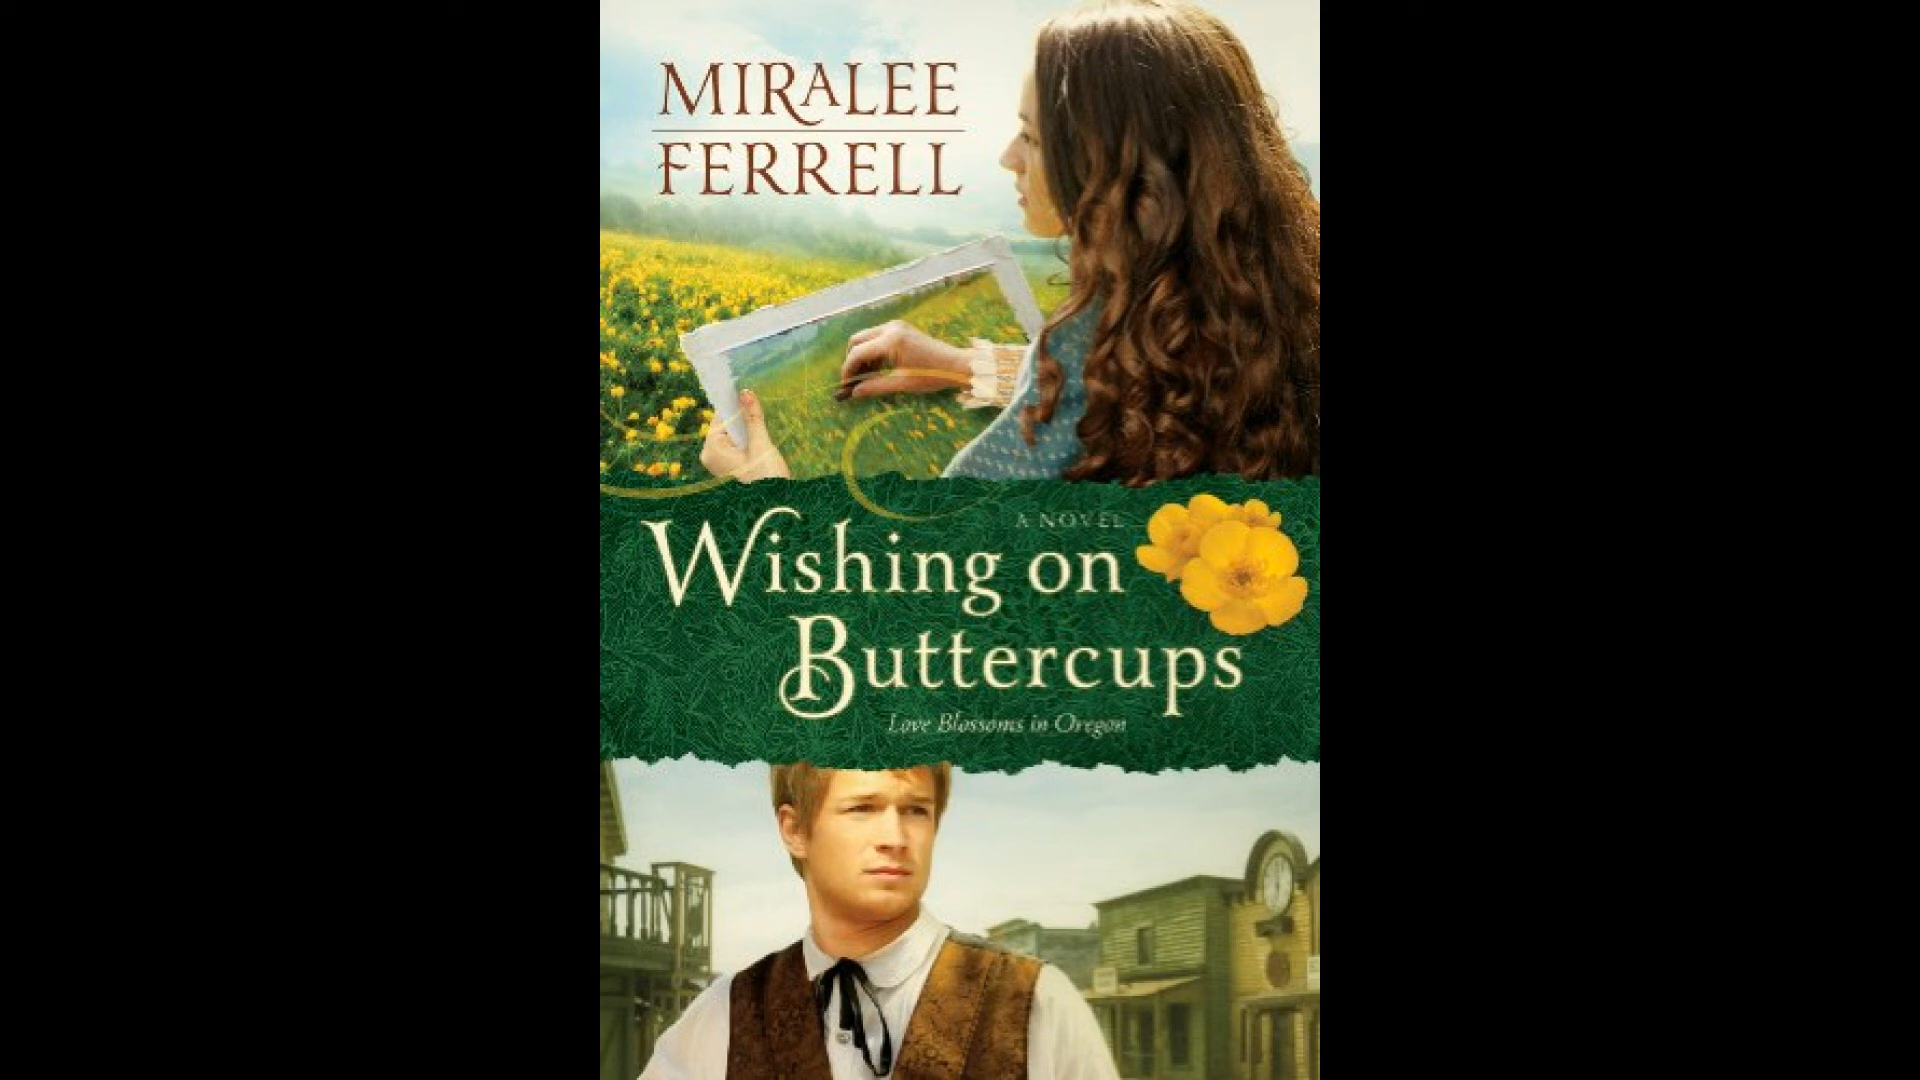 MIRALEE
FERRELL
A NOVEL
Wishing on
Buttercups
Love Blossoms in Oregon